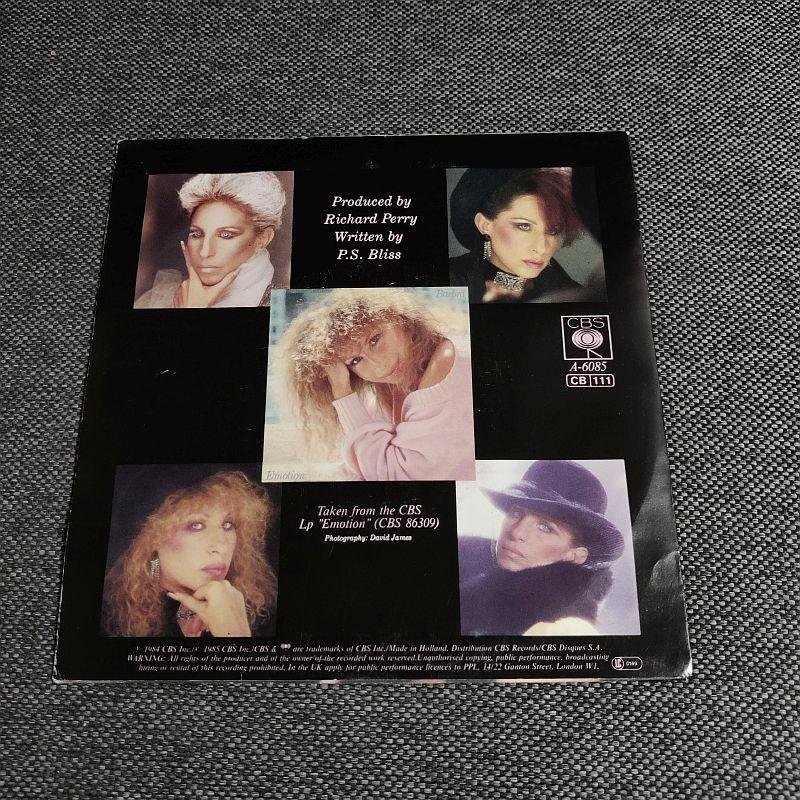 Produced by
Richard Perry
Written by
P.S. Bliss
Emotion
CBS
A-6085
CB 111
Taken from the CBS
Lp "Emotion" (CBS 86309)
Photography: David James
℗ 1984 CBS Inc./© 1985 CBS Inc./CBS & are trademarks of CBS Inc./Made in Holland. Distribution CBS Records/CBS Disques S.A.
WARNING: All rights of the producer and of the owner of the recorded work reserved. Unauthorised copying, public performance, broadcasting
hiring or rental of this recording prohibited. In the UK apply for public performance licences to PPL, 14/22 Ganton Street, London W1.
LC 0149